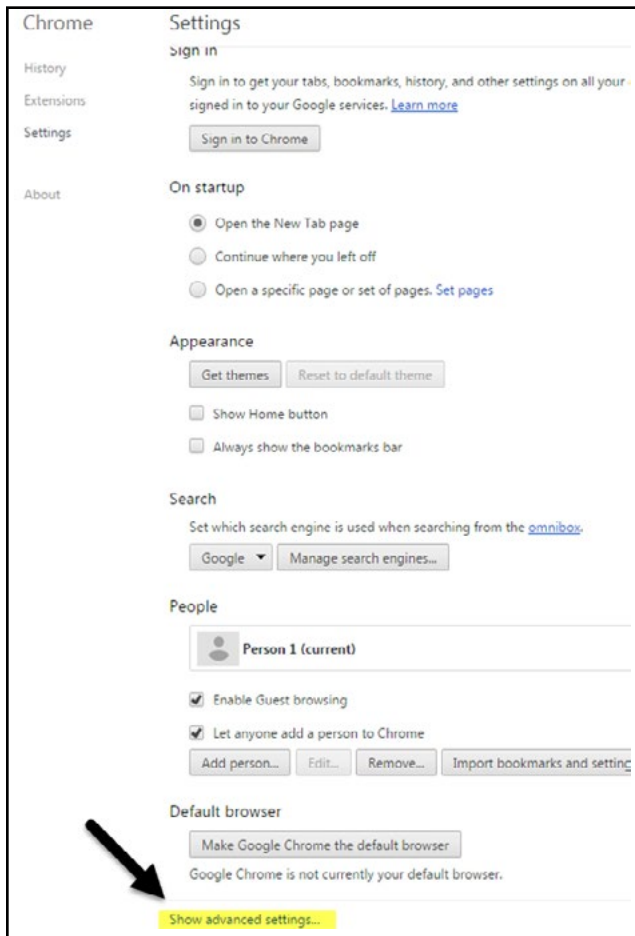 Chrome
Settings
History
Extensions
Settings
About
Sign in
Sign in to get your tabs, bookmarks, history, and other settings on all your
signed in to your Google services. Learn more
Sign in to Chrome
On startup
Open the New Tab page
Continue where you left off
Open a specific page or set of pages. Set pages
Appearance
Get themes Reset to default theme
Show Home button
Always show the bookmarks bar
Search
Set which search engine is used when searching from the omnibox.
Google Manage search engines...
People
Person 1 (current)
Enable Guest browsing
Let anyone add a person to Chrome
Add person... Edit... Remove... Import bookmarks and setting
Default browser
Make Google Chrome the default browser
Google Chrome is not currently your default browser.
Show advanced settings...